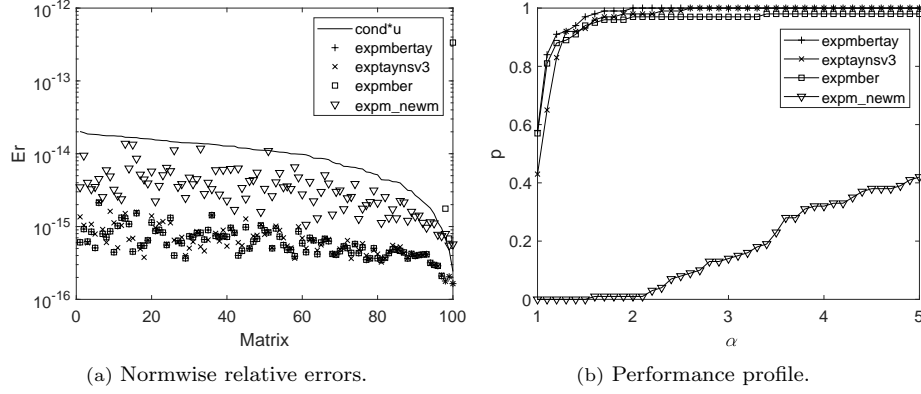 10^-12
10^-13
10^-14
10^-15
10^-16
Er
0
20
40
60
80
100
Matrix
cond*u
expmbertay
exptaynsv3
expmber
expm_newm
(a) Normwise relative errors.
1
0.8
0.6
0.4
0.2
0
p
1
2
3
4
5
α
expmbertay
exptaynsv3
expmber
expm_newm
(b) Performance profile.